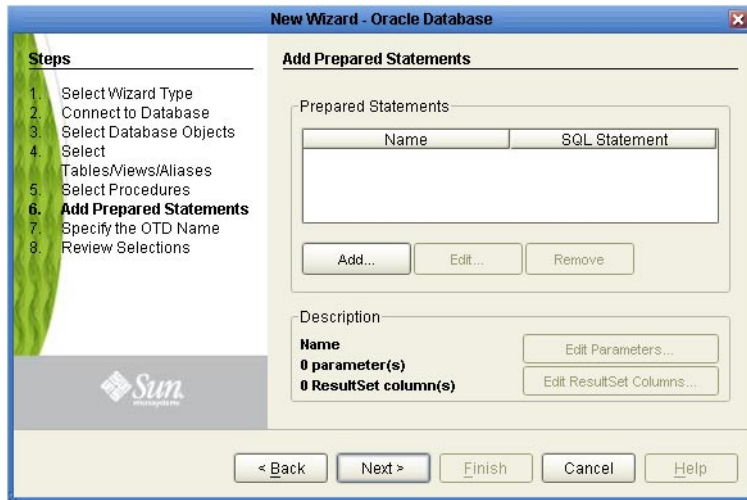 New Wizard - Oracle Database
Steps
1. Select Wizard Type
2. Connect to Database
3. Select Database Objects
4. Select
Tables/Views/Aliases
5. Select Procedures
6. Add Prepared Statements
7. Specify the OTD Name
8. Review Selections
Sun
microsystems
Add Prepared Statements
Prepared Statements
Name SQL Statement
Add... Edit... Remove
Description
Name
0 parameter(s)
0 ResultSet column(s)
Edit Parameters...
Edit ResultSet Columns...
< Back Next > Finish Cancel Help